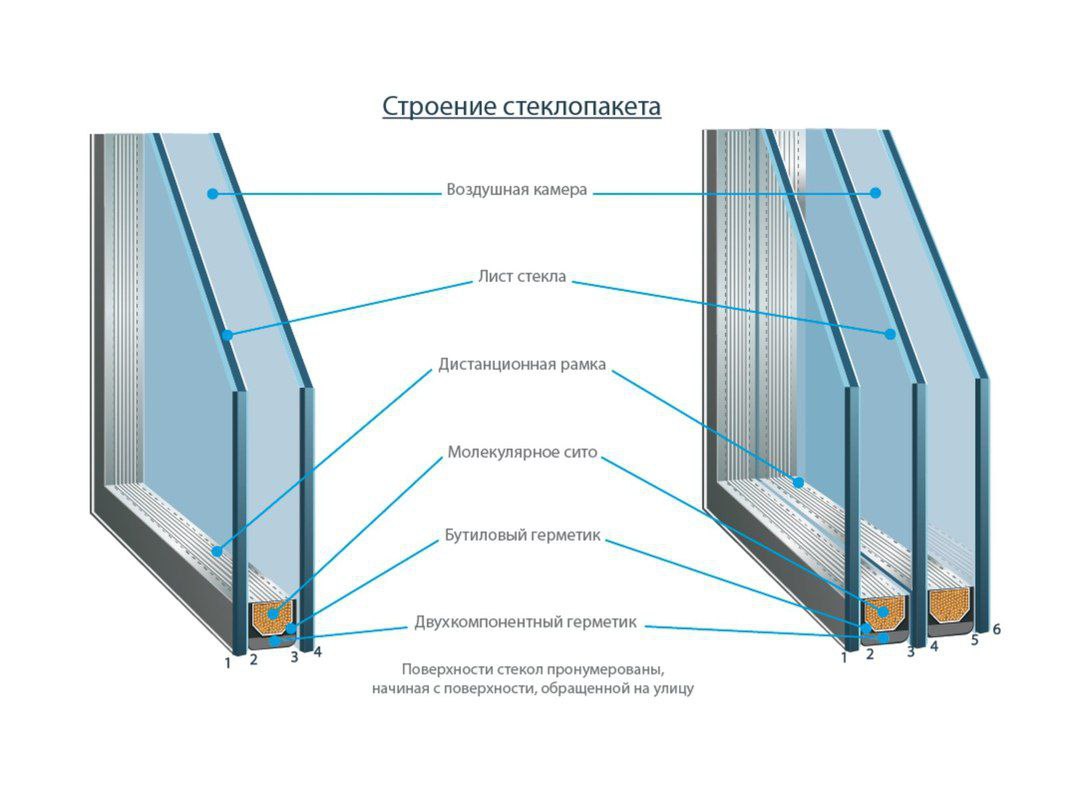 Строение стеклопакета
Воздушная камера
Лист стекла
Дистанционная рамка
Молекулярное сито
Бутиловый герметик
Двухкомпонентный герметик
1 2 3 4
1 2 3 4 5 6
Поверхности стекол пронумерованы,
начиная с поверхности, обращенной на улицу